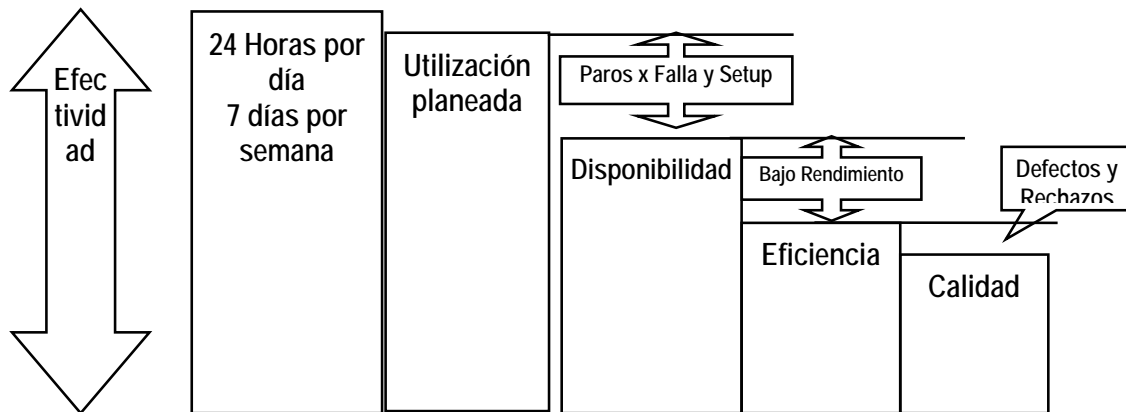 Efec
tivid
ad
24 Horas por
día
7 días por
semana
Utilización
planeada
Paros x Falla y Setup
Disponibilidad
Bajo Rendimiento
Eficiencia
Defectos y
Rechazos
Calidad